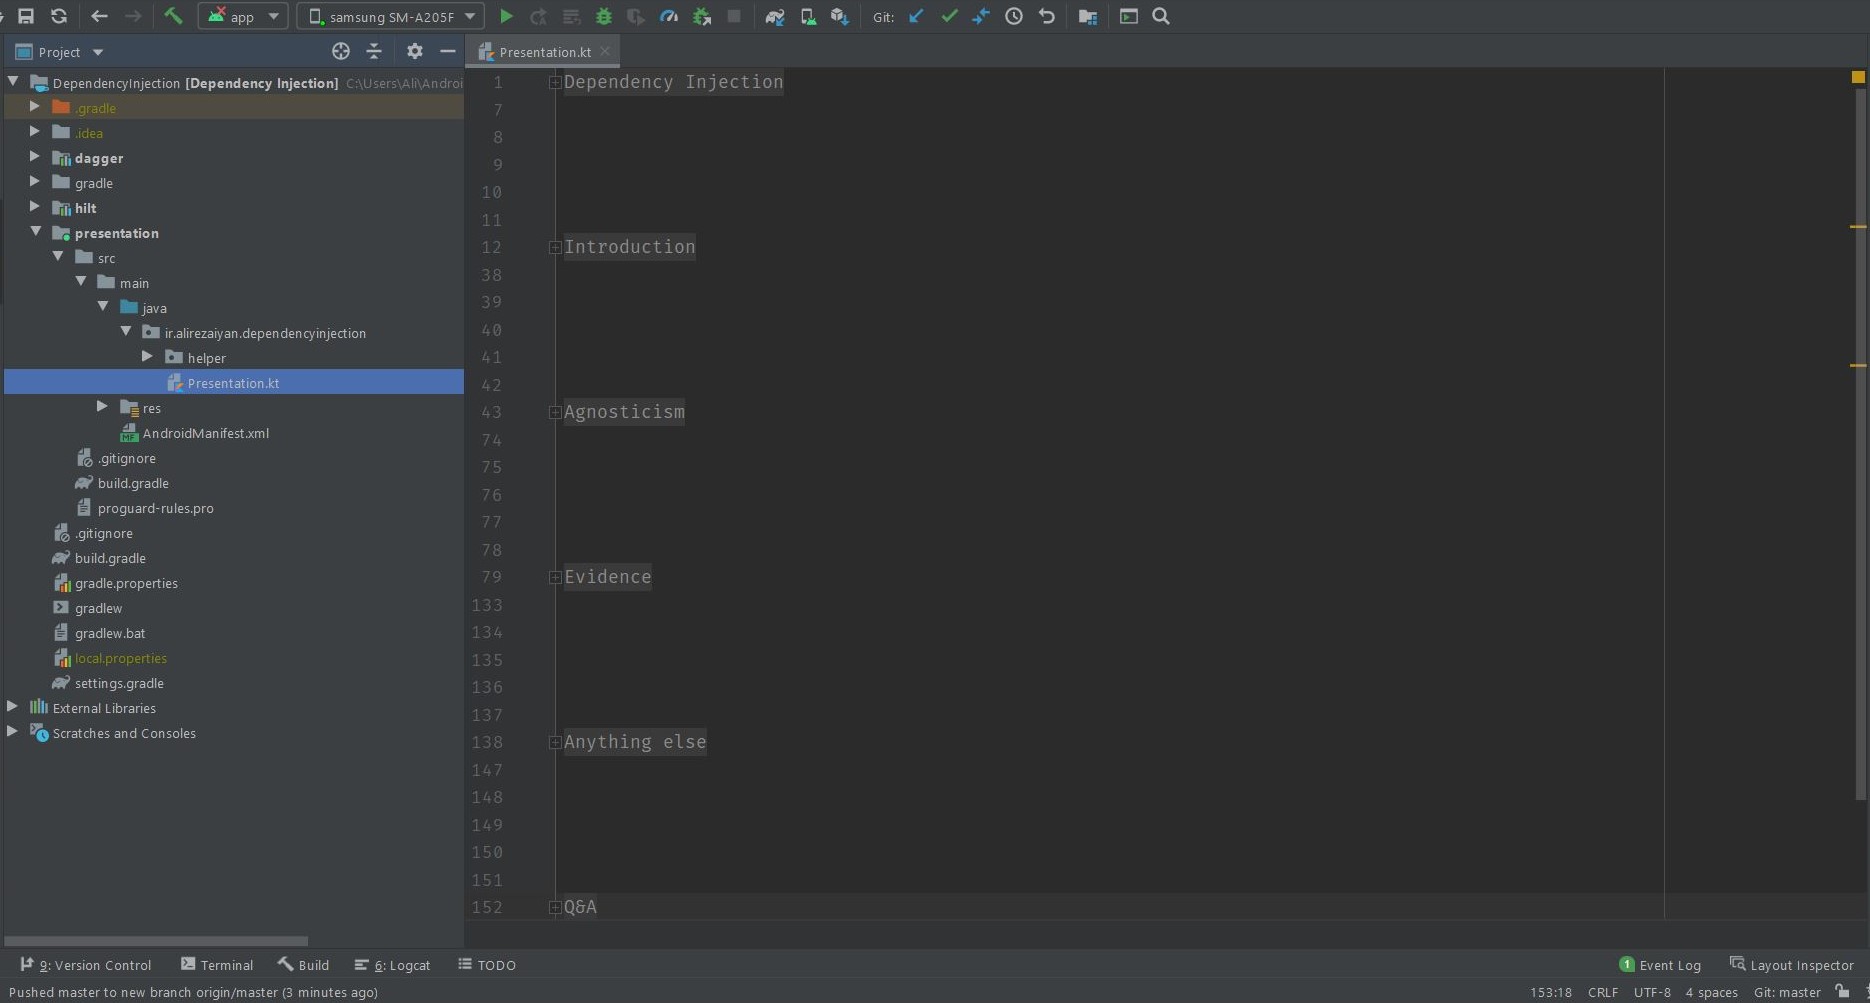 app
samsung SM-A205F
Git:
Project
Presentation.kt
DependencyInjection [Dependency Injection] C:\Users\Ali\Androi
.gradle
.idea
dagger
gradle
hilt
presentation
src
main
java
ir.alirezaiyan.dependencyinjection
helper
Presentation.kt
res
AndroidManifest.xml
.gitignore
build.gradle
proguard-rules.pro
.gitignore
build.gradle
gradle.properties
gradlew
gradlew.bat
local.properties
settings.gradle
External Libraries
Scratches and Consoles
1 Dependency Injection
7
8
9
10
11
12 Introduction
38
39
40
41
42
43 Agnosticism
74
75
76
77
78
79 Evidence
133
134
135
136
137
138 Anything else
147
148
149
150
151
152 Q&A
9: Version Control Terminal Build 6: Logcat TODO
1 Event Log Layout Inspector
Pushed master to new branch origin/master (3 minutes ago)
153:18 CRLF UTF-8 4 spaces Git: master